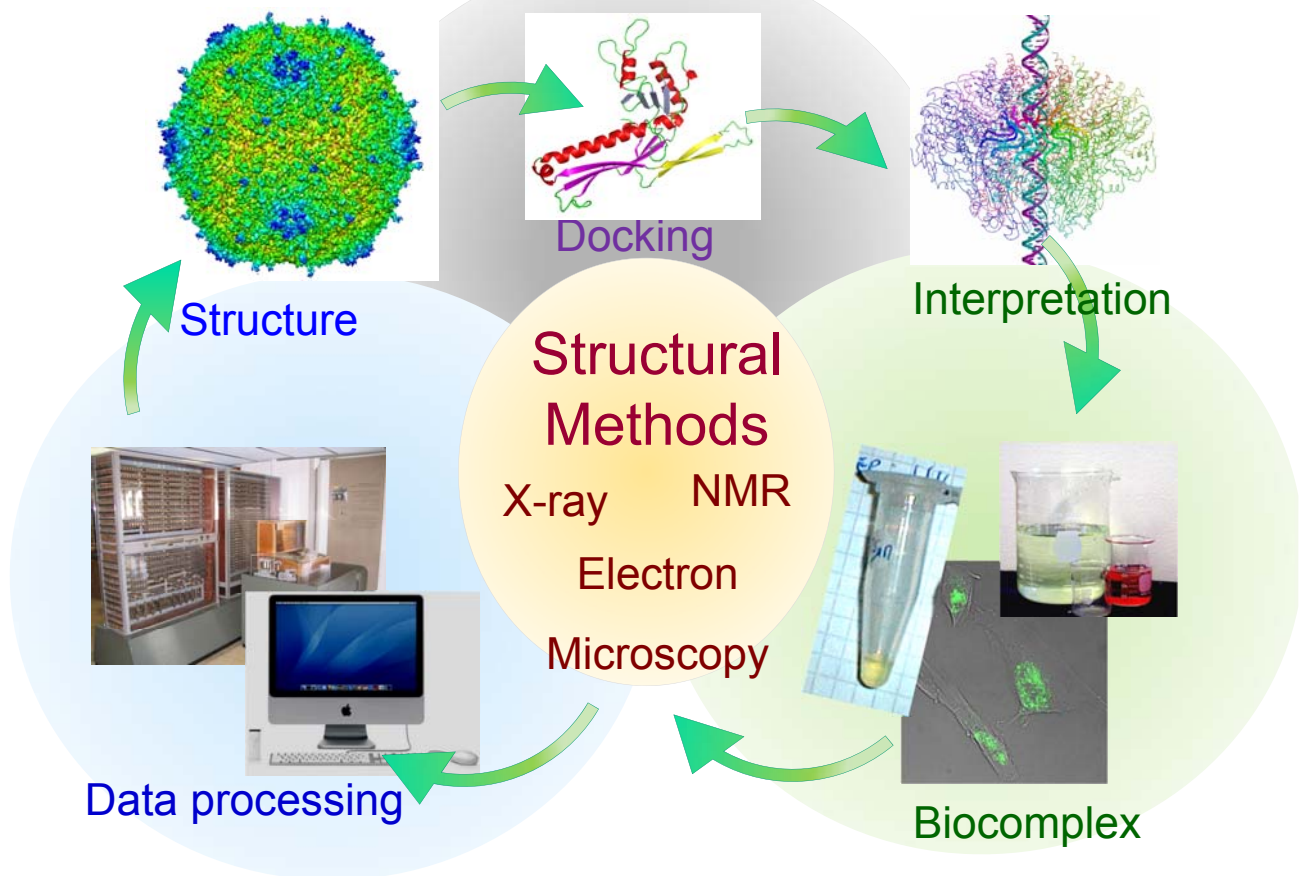 Docking
Structure
Interpretation
Structural
Methods
X-ray
NMR
Electron
Microscopy
Data processing
Biocomplex